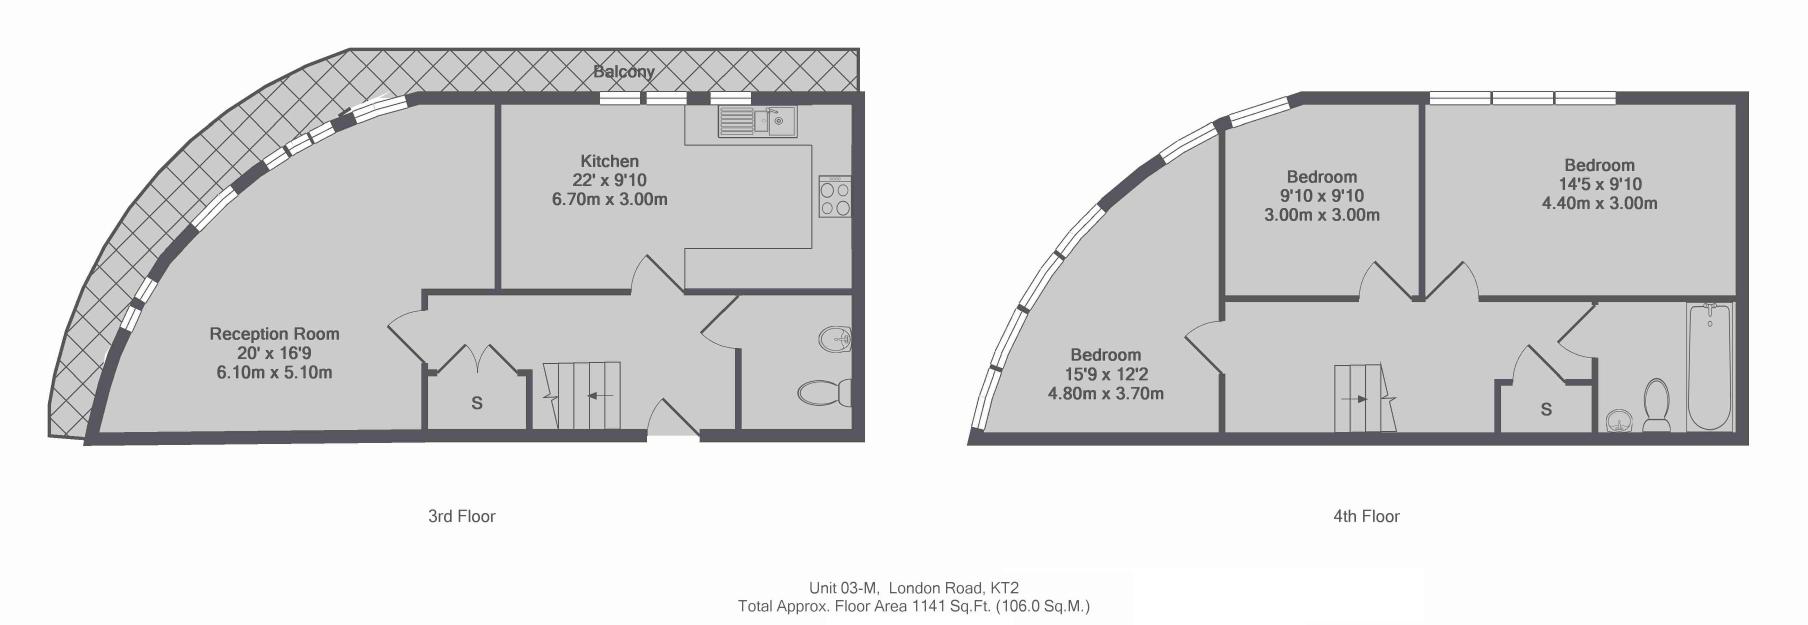 Balcony
Kitchen
22' x 9'10
6.70m x 3.00m
Reception Room
20' x 16'9
6.10m x 5.10m
S
3rd Floor
Bedroom
9'10 x 9'10
3.00m x 3.00m
Bedroom
14'5 x 9'10
4.40m x 3.00m
Bedroom
15'9 x 12'2
4.80m x 3.70m
S
4th Floor
Unit 03-M, London Road, KT2
Total Approx. Floor Area 1141 Sq.Ft. (106.0 Sq.M.)